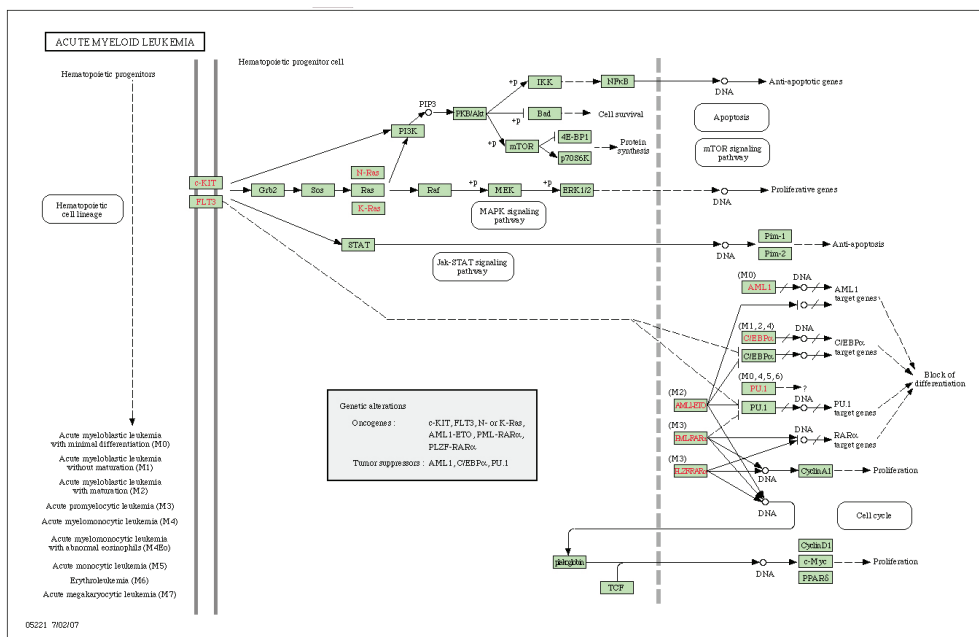 ACUTE MYELOID LEUKEMIA
Hematopoietic progenitors
Hematopoietic progenitor cell
Hematopoietic
cell lineage
c-KIT
FLT3
Grb2
Sos
N-Ras
Ras
K-Ras
PI3K
PIP3
PKB/Akt
+p
IKK
NFκB
DNA
Anti-apoptotic genes
+p
Bad
Cell survival
Apoptosis
+p
mTOR
4E-BP1
p70S6K
Protein
synthesis
mTOR signaling
pathway
Raf
+p
MEK
+p
ERK1/2
DNA
Proliferative genes
MAPK signaling
pathway
STAT
DNA
Pim-1
Pim-2
Anti-apoptosis
Jak-STAT signaling
pathway
(M0)
AML1
DNA
AML1
target genes
(M1,2,4)
C/EBPα
DNA
C/EBPα
C/EBPα
target genes
(M0,4,5,6)
PU.1
?
PU.1
DNA
PU.1
target genes
Block of
differentiation
(M2)
AML1-ETO
(M3)
PML-RARα
RARα
target genes
DNA
(M3)
PLZF-RARα
DNA
CyclinA1
Proliferation
DNA
Cell cycle
Genetic alterations
Oncogenes : c-KIT, FLT3, N- or K-Ras,
AML1-ETO, PML-RARα,
PLZF-RARα
Tumor suppressors : AML1, C/EBPα, PU.1
Acute myeloblastic leukemia
with minimal differentiation (M0)
Acute myeloblastic leukemia
without maturation (M1)
Acute myeloblastic leukemia
with maturation (M2)
Acute promyelocytic leukemia (M3)
Acute myelomonocytic leukemia (M4)
Acute myelomonocytic leukemia
with abnormal eosinophils (M4Eo)
Acute monocytic leukemia (M5)
Erythroleukemia (M6)
Acute megakaryocytic leukemia (M7)
plakoglobin
TCF
DNA
CyclinD1
c-Myc
PPARδ
Proliferation
05221 7/02/07